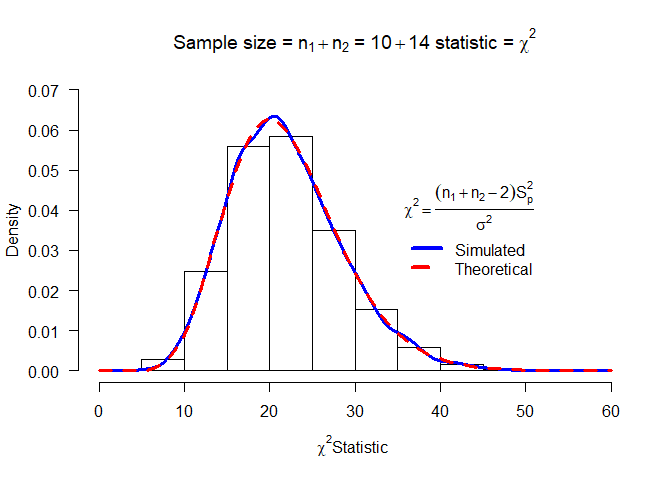 Sample size = n₁ + n₂ = 10 + 14 statistic = χ²
0.07
0.06
0.05
0.04
0.03
0.02
0.01
0.00
Density
χ² = (n₁ + n₂ − 2)S²ₚ
σ²
Simulated
Theoretical
0 10 20 30 40 50 60
χ²Statistic